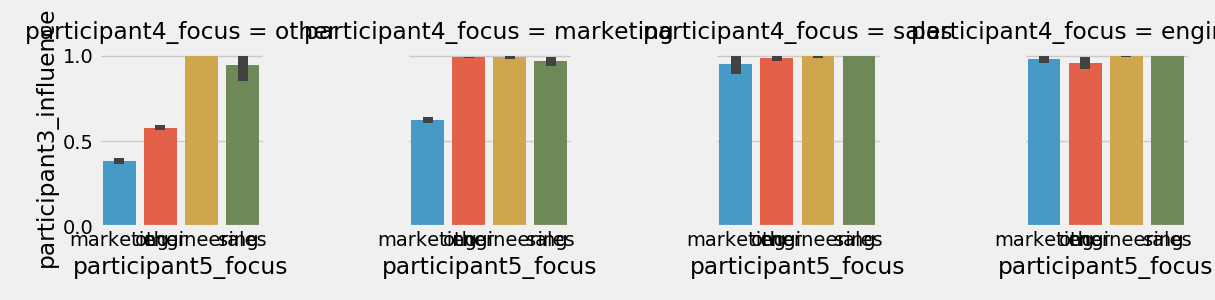 participant4_focus = other
participant4_focus = marketing
participant4_focus = sales
participant4_focus = engin
participant3_influence
1.0
0.5
0.0
marketing other engineering sales
marketing other engineering sales
marketing other engineering sales
marketing other engineering sales
participant5_focus
participant5_focus
participant5_focus
participant5_focus